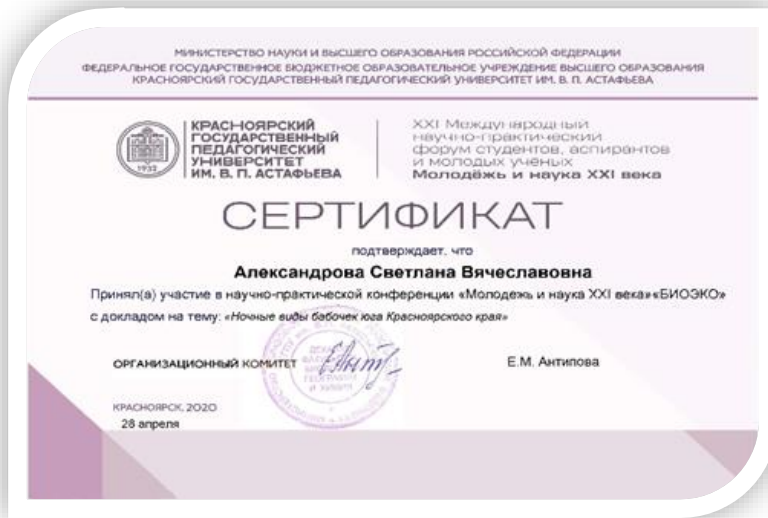 МИНИСТЕРСТВО НАУКИ И ВЫСШЕГО ОБРАЗОВАНИЯ РОССИЙСКОЙ ФЕДЕРАЦИИ
ФЕДЕРАЛЬНОЕ ГОСУДАРСТВЕННОЕ БЮДЖЕТНОЕ ОБРАЗОВАТЕЛЬНОЕ УЧРЕЖДЕНИЕ ВЫСШЕГО ОБРАЗОВАНИЯ
КРАСНОЯРСКИЙ ГОСУДАРСТВЕННЫЙ ПЕДАГОГИЧЕСКИЙ УНИВЕРСИТЕТ ИМ. В. П. АСТАФЬЕВА
1932
КРАСНОЯРСКИЙ
ГОСУДАРСТВЕННЫЙ
ПЕДАГОГИЧЕСКИЙ
УНИВЕРСИТЕТ
ИМ. В. П. АСТАФЬЕВА
XXI Международный
научно-практический
форум студентов, аспирантов
и молодых учёных
Молодёжь и наука XXI века
СЕРТИФИКАТ
подтверждает, что
Александрова Светлана Вячеславовна
Принял(а) участие в научно-практической конференции «Молодежь и наука XXI века»«БИОЭКО»
с докладом на тему: «Ночные виды бабочек юга Красноярского края»
ОРГАНИЗАЦИОННЫЙ КОМИТЕТ
Е.М. Антипова
КРАСНОЯРСК, 2020
28 апреля